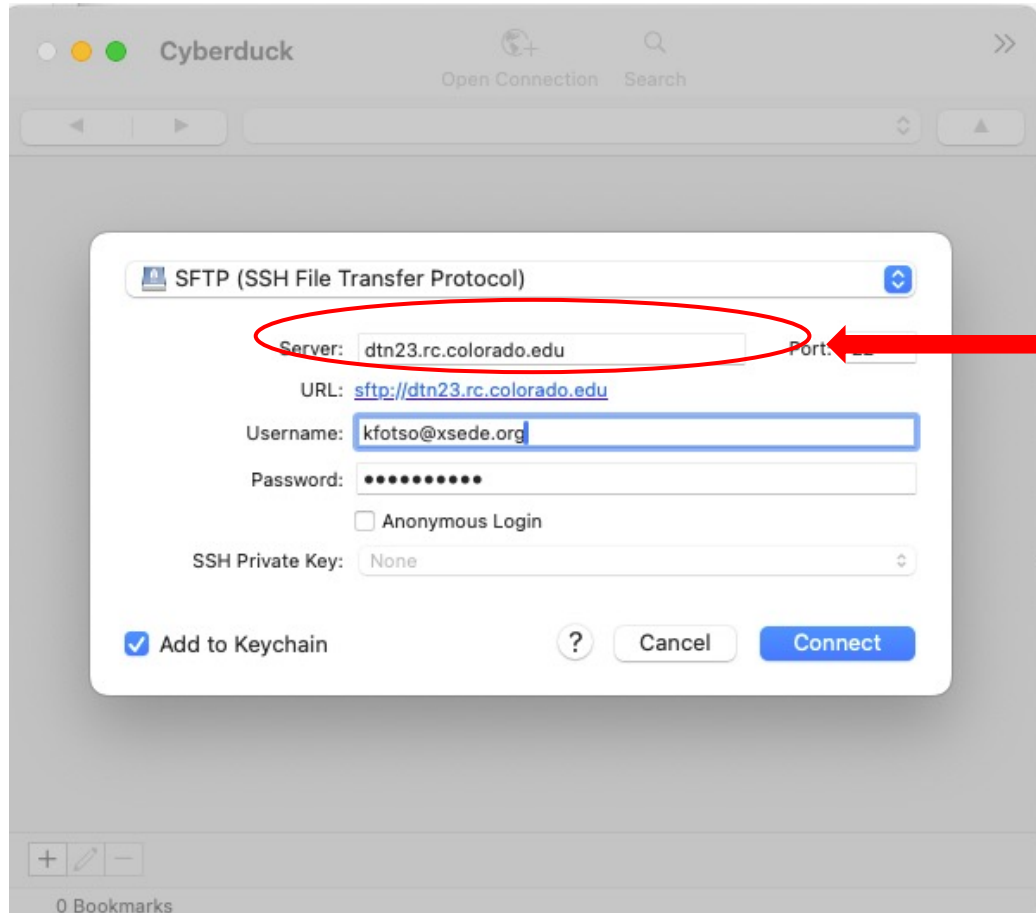 Cyberduck
Open Connection Search
SFTP (SSH File Transfer Protocol)
Server: dtn23.rc.colorado.edu Port:
URL: sftp://dtn23.rc.colorado.edu
Username: kfotso@xsede.org
Password: ••••••••••
Anonymous Login
SSH Private Key: None
Add to Keychain ? Cancel Connect
0 Bookmarks